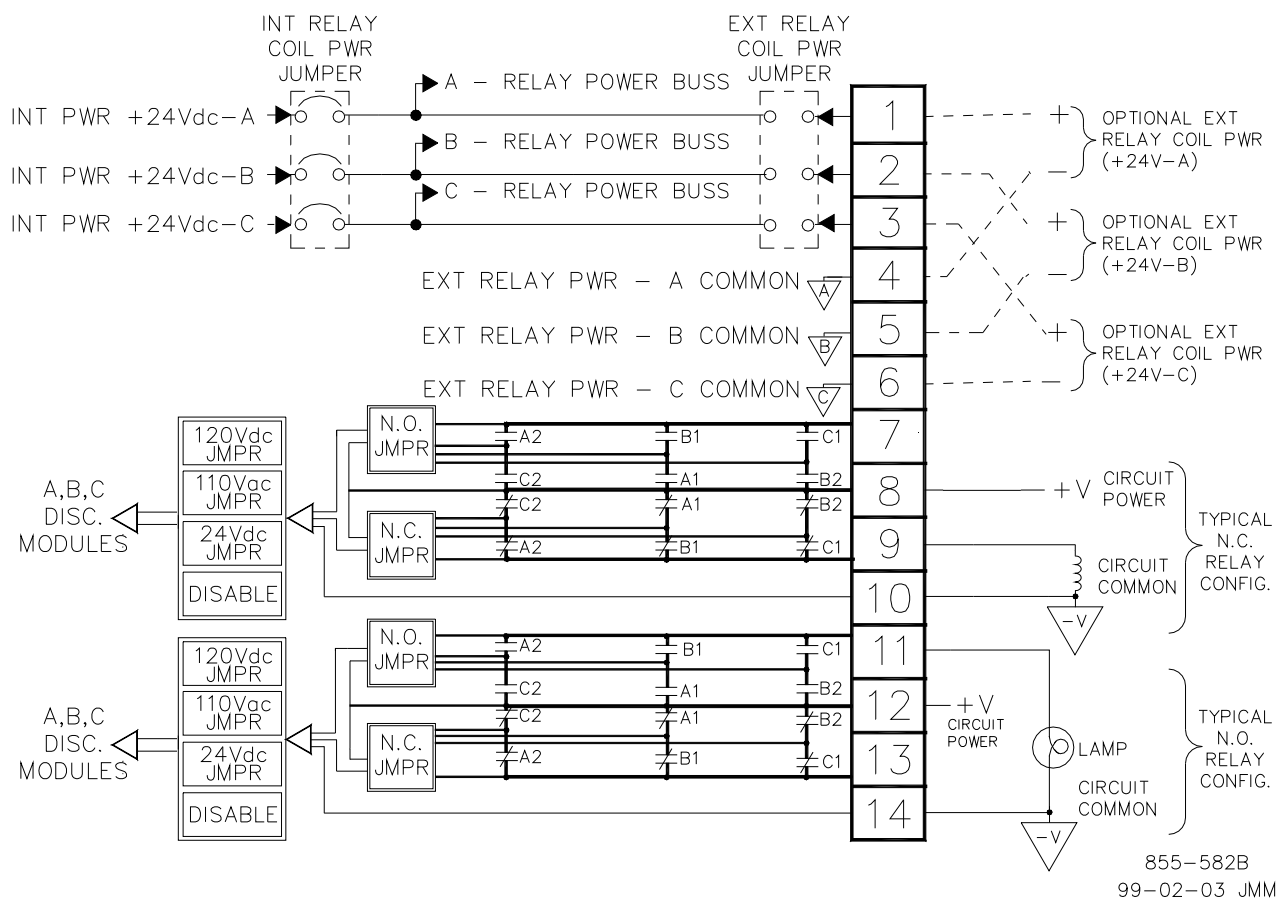 INT RELAY
COIL PWR
JUMPER
EXT RELAY
COIL PWR
JUMPER
A – RELAY POWER BUSS
INT PWR +24Vdc–A
B – RELAY POWER BUSS
INT PWR +24Vdc–B
C – RELAY POWER BUSS
INT PWR +24Vdc–C
EXT RELAY PWR – A COMMON
A
EXT RELAY PWR – B COMMON
B
EXT RELAY PWR – C COMMON
C
1
2
3
4
5
6
7
8
9
10
11
12
13
14
+
–
OPTIONAL EXT
RELAY COIL PWR
(+24V–A)
+
–
OPTIONAL EXT
RELAY COIL PWR
(+24V–B)
+
–
OPTIONAL EXT
RELAY COIL PWR
(+24V–C)
A,B,C
DISC.
MODULES
120Vdc
JMPR
110Vac
JMPR
24Vdc
JMPR
DISABLE
N.O.
JMPR
N.C.
JMPR
A2 B1 C1
C2 A1 B2
C2 A1 B2
A2 B1 C1
+V CIRCUIT
POWER
CIRCUIT
COMMON
–V
TYPICAL
N.C.
RELAY
CONFIG.
A,B,C
DISC.
MODULES
120Vdc
JMPR
110Vac
JMPR
24Vdc
JMPR
DISABLE
N.O.
JMPR
N.C.
JMPR
A2 B1 C1
C2 A1 B2
C2 A1 B2
A2 B1 C1
+V
CIRCUIT
POWER
LAMP
CIRCUIT
COMMON
–V
TYPICAL
N.O.
RELAY
CONFIG.
855–582B
99–02–03 JMM